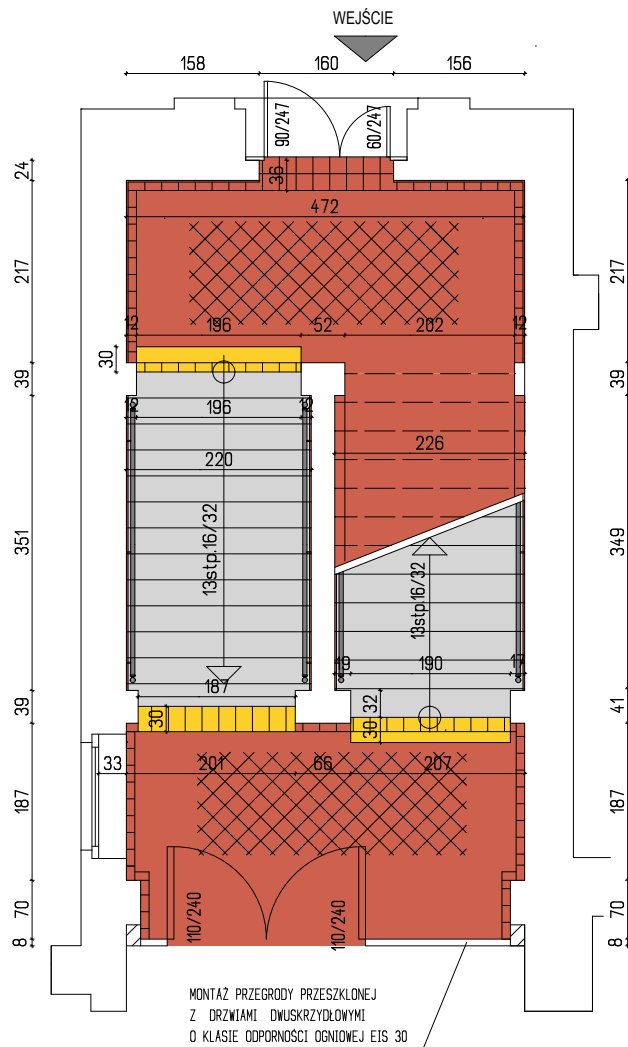 WEJŚCIE
158 160 156
90/247 60/247
24
36
472
217 217
12 196 52 202 12
30
39 39
12 196 12
226
220
13stp.16/32
351 349
13stp.16/32
19 190 17
187
39 30 30 32 41
33 201 66 207
187 187
110/240 110/240
70 70
8 8
MONTAŻ PRZEGRODY PRZESZKLONEJ
Z DRZWIAMI DWUSKRZYDŁOWYMI
O KLASIE ODPORNOŚCI OGNIOWEJ EIS 30